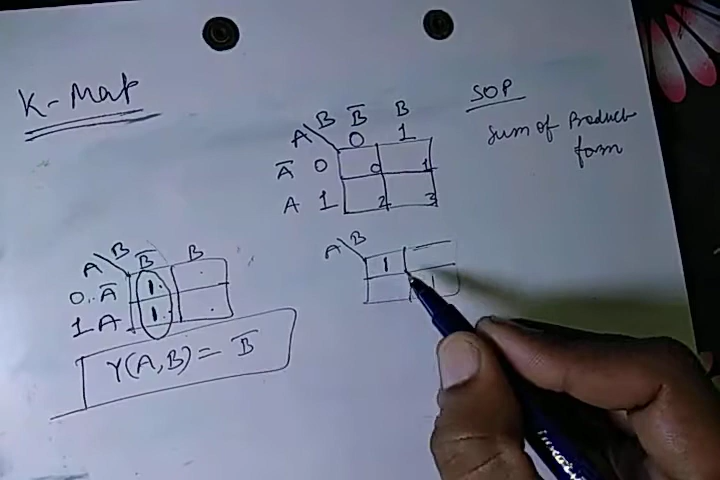 K-Map
SOP
Sum of Product
form
B B̅ B
A 0 1
A̅ 0 0 1
A 1 2 3
A B
1
1
A B B̅ B
0 A̅ 1
1 A 1
Y(A,B) = B̅